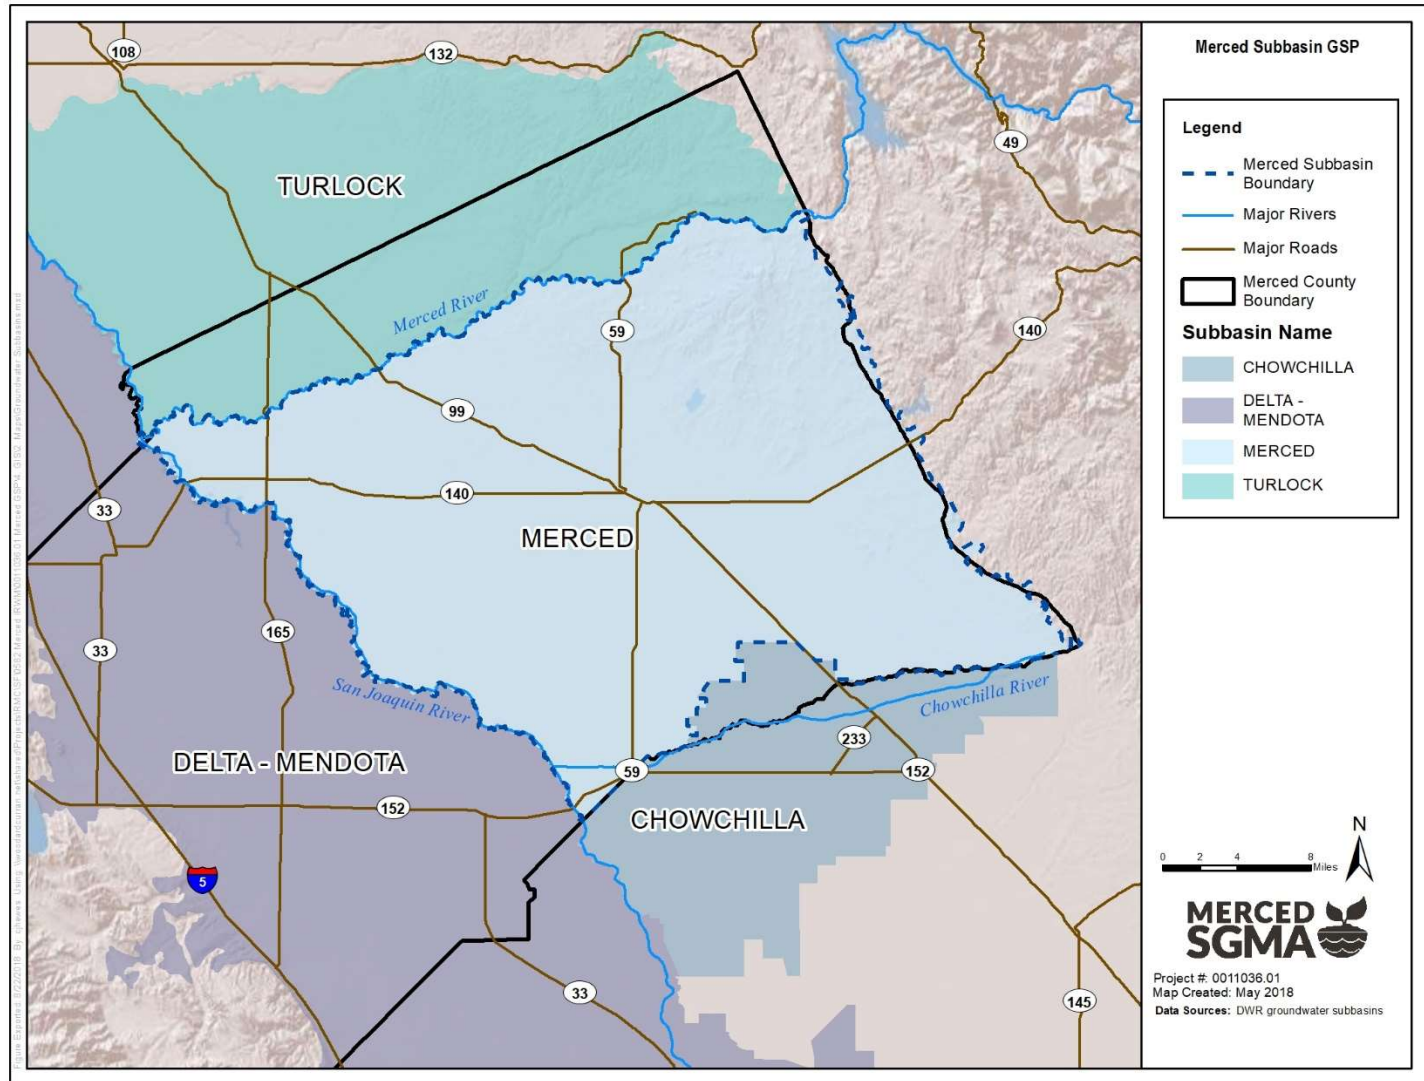 Merced Subbasin GSP
Legend
Merced Subbasin
Boundary
Major Rivers
Major Roads
Merced County
Boundary
Subbasin Name
CHOWCHILLA
DELTA -
MENDOTA
MERCED
TURLOCK
108
132
49
TURLOCK
Merced River
59
140
99
33
140
MERCED
165
33
San Joaquin River
Chowchilla River
233
DELTA - MENDOTA
59
152
152
CHOWCHILLA
5
33
145
N
0 2 4 8
Miles
MERCED
SGMA
Project #: 0011036.01
Map Created: May 2018
Data Sources: DWR groundwater subbasins